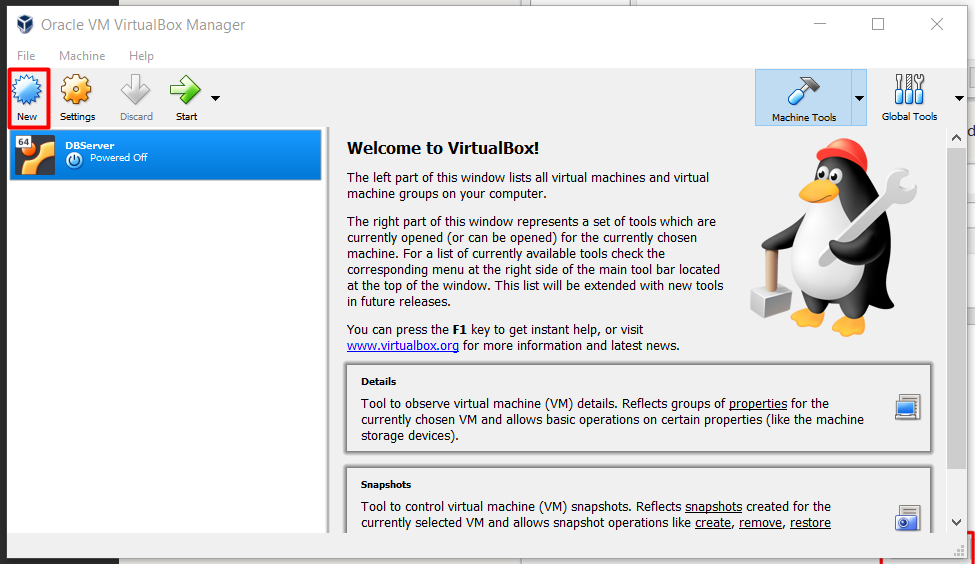 Oracle VM VirtualBox Manager
File Machine Help
New Settings Discard Start Machine Tools Global Tools
64 DBServer
Powered Off
Welcome to VirtualBox!
The left part of this window lists all virtual machines and virtual
machine groups on your computer.
The right part of this window represents a set of tools which are
currently opened (or can be opened) for the currently chosen
machine. For a list of currently available tools check the
corresponding menu at the right side of the main tool bar located
at the top of the window. This list will be extended with new tools
in future releases.
You can press the F1 key to get instant help, or visit
www.virtualbox.org for more information and latest news.
Details
Tool to observe virtual machine (VM) details. Reflects groups of properties for the
currently chosen VM and allows basic operations on certain properties (like the machine
storage devices).
Snapshots
Tool to control virtual machine (VM) snapshots. Reflects snapshots created for the
currently selected VM and allows snapshot operations like create, remove, restore